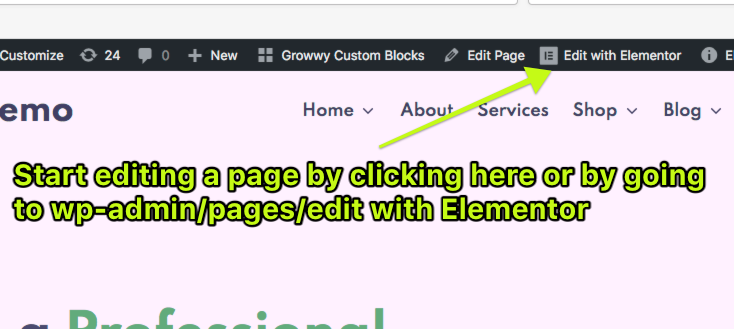 Customize 24 0 New Growwy Custom Blocks Edit Page Edit with Elementor
emo Home About Services Shop Blog
Start editing a page by clicking here or by going
to wp-admin/pages/edit with Elementor
a Professional